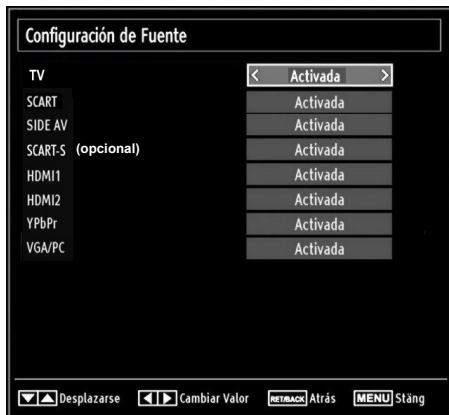 Configuración de Fuente
TV < Activada >
SCART Activada
SIDE AV Activada
SCART-S (opcional) Activada
HDMI1 Activada
HDMI2 Activada
YPbPr Activada
VGA/PC Activada
Desplazarse Cambiar Valor RET/BACK Atrás MENU Stäng